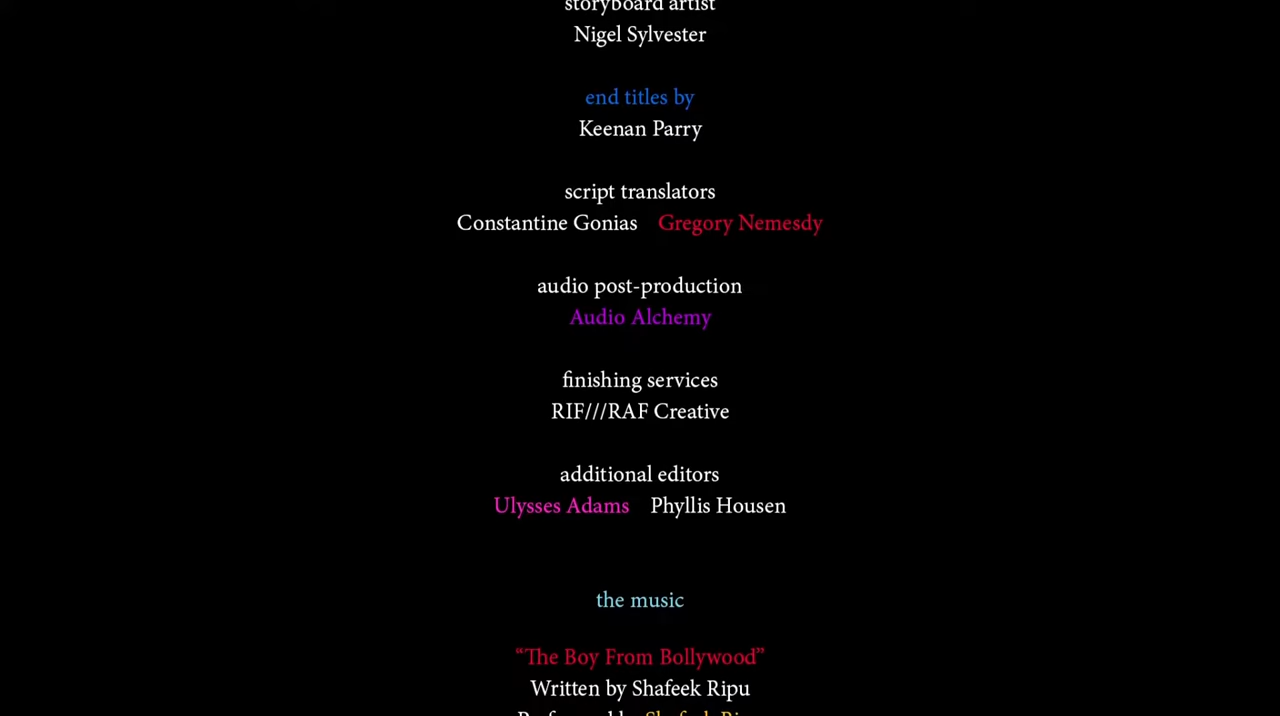 storyboard artist
Nigel Sylvester
end titles by
Keenan Parry
script translators
Constantine Gonias Gregory Nemesdy
audio post-production
Audio Alchemy
finishing services
RIF///RAF Creative
additional editors
Ulysses Adams Phyllis Housen
the music
“The Boy From Bollywood”
Written by Shafeek Ripu